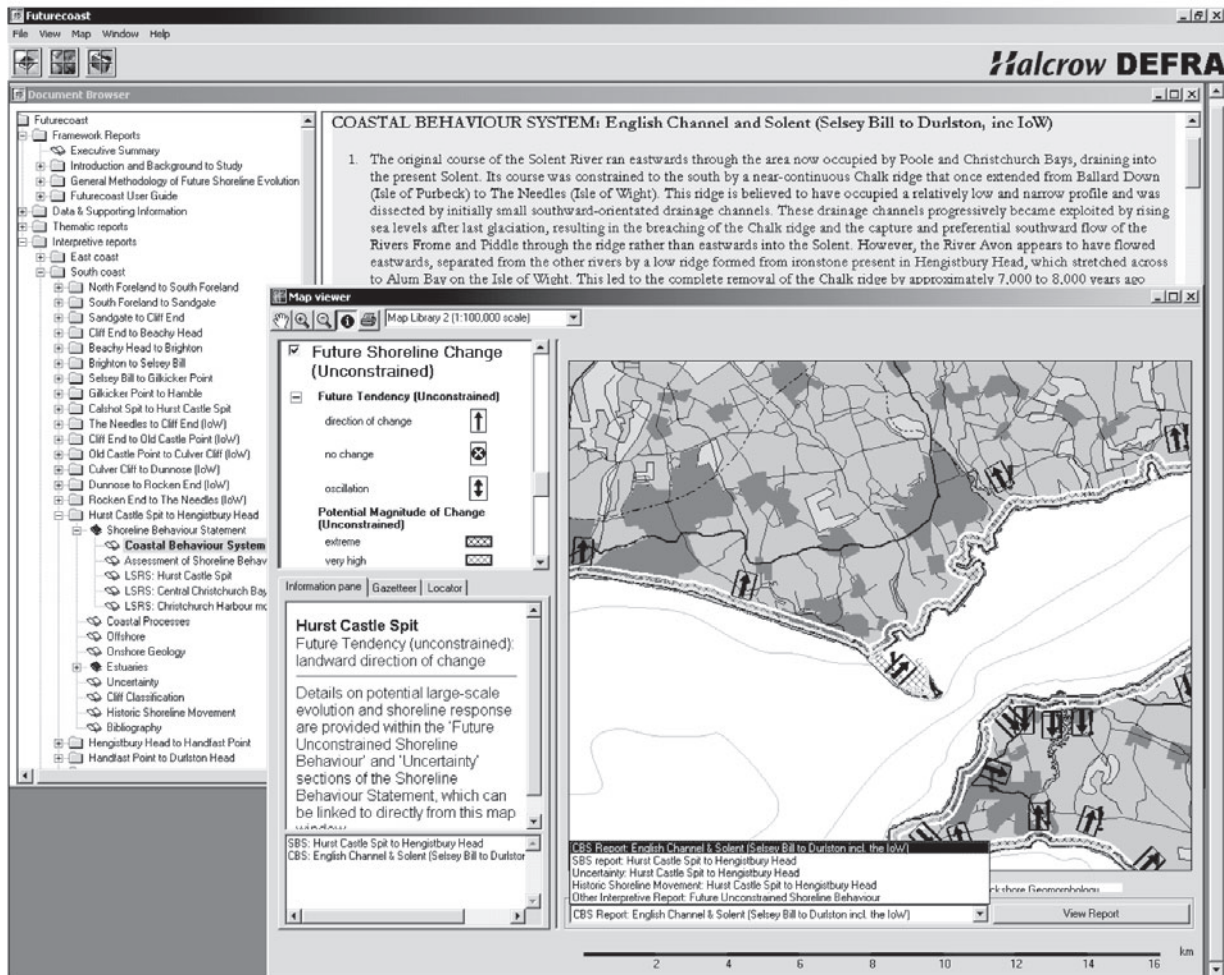 Futurecoast
File View Map Window Help
Halcrow DEFRA
Document Browser
Futurecoast
Framework Reports
Executive Summary
Introduction and Background to Study
General Methodology of Future Shoreline Evolution
Futurecoast User Guide
Data & Supporting Information
Thematic reports
Interpretive reports
East coast
South coast
North Foreland to South Foreland
South Foreland to Sandgate
Sandgate to Cliff End
Cliff End to Beachy Head
Beachy Head to Brighton
Brighton to Selsey Bill
Selsey Bill to Gilkicker Point
Gilkicker Point to Hamble
Calshot Spit to Hurst Castle Spit
The Needles to Cliff End (IoW)
Cliff End to Old Castle Point (IoW)
Old Castle Point to Culver Cliff (IoW)
Culver Cliff to Dunnose (IoW)
Dunnose to Rocken End (IoW)
Rocken End to The Needles (IoW)
Hurst Castle Spit to Hengistbury Head
Shoreline Behaviour Statement
Coastal Behaviour System
Assessment of Shoreline Behav
LSRS: Hurst Castle Spit
LSRS: Central Christchurch Bay
LSRS: Christchurch Harbour mo
Coastal Processes
Offshore
Onshore Geology
Estuaries
Uncertainty
Cliff Classification
Historic Shoreline Movement
Bibliography
Hengistbury Head to Handfast Point
Handfast Point to Durlston Head
COASTAL BEHAVIOUR SYSTEM: English Channel and Solent (Selsey Bill to Durlston, inc IoW)
1. The original course of the Solent River ran eastwards through the area now occupied by Poole and Christchurch Bays, draining into
the present Solent. Its course was constrained to the south by a near-continuous Chalk ridge that once extended from Ballard Down
(Isle of Purbeck) to The Needles (Isle of Wight). This ridge is believed to have occupied a relatively low and narrow profile and was
dissected by initially small southward-orientated drainage channels. These drainage channels progressively became exploited by rising
sea levels after last glaciation, resulting in the breaching of the Chalk ridge and the capture and preferential southward flow of the
Rivers Frome and Piddle through the ridge rather than eastwards into the Solent. However, the River Avon appears to have flowed
eastwards, separated from the other rivers by a low ridge formed from ironstone present in Hengistbury Head, which stretched across
to Alum Bay on the Isle of Wight. This led to the complete removal of the Chalk ridge by approximately 7,000 to 8,000 years ago
Map viewer
Map Library 2 (1:100,000 scale)
Future Shoreline Change
(Unconstrained)
Future Tendency (Unconstrained)
direction of change
no change
oscillation
Potential Magnitude of Change
(Unconstrained)
extreme
very high
Information pane Gazetteer Locator
Hurst Castle Spit
Future Tendency (unconstrained):
landward direction of change
Details on potential large-scale
evolution and shoreline response
are provided within the 'Future
Unconstrained Shoreline
Behaviour' and 'Uncertainty'
sections of the Shoreline
Behaviour Statement, which can
be linked to directly from this map
window
SBS: Hurst Castle Spit to Hengistbury Head
CBS: English Channel & Solent (Selsey Bill to Durlstor
CBS Report: English Channel & Solent (Selsey Bill to Durlston incl. the IoW)
SBS report: Hurst Castle Spit to Hengistbury Head
Uncertainty: Hurst Castle Spit to Hengistbury Head
Historic Shoreline Movement: Hurst Castle Spit to Hengistbury Head
Other Interpretive Report: Future Unconstrained Shoreline Behaviour
ckshore Geomorphology
CBS Report: English Channel & Solent (Selsey Bill to Durlston incl. the IoW)
View Report
km
2 4 6 8 10 12 14 16